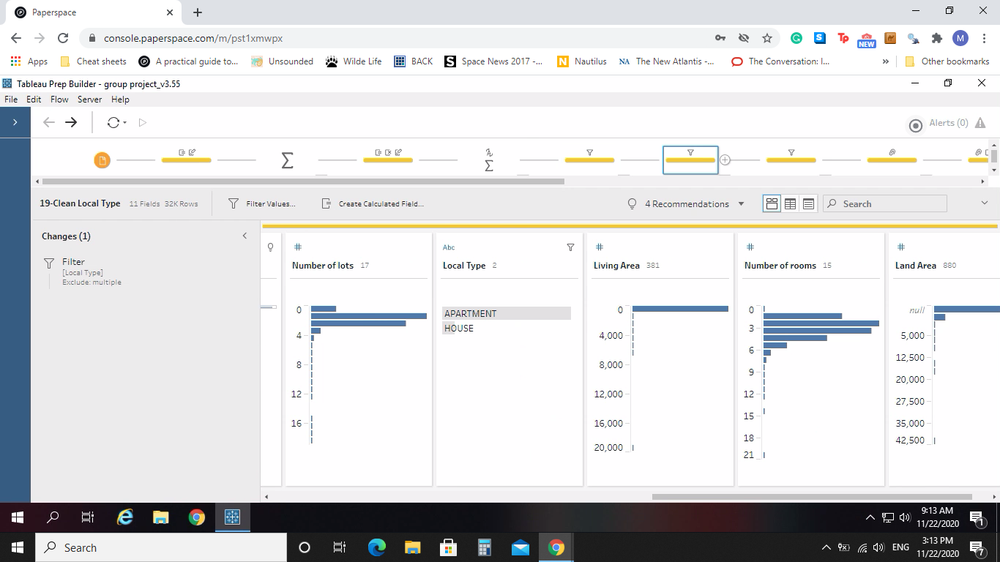 Paperspace
console.paperspace.com/m/pst1xmwpx
NEW
M
Apps
Cheat sheets
A practical guide to...
Unsounded
Wilde Life
BACK
Space News 2017 -...
Nautilus
NA The New Atlantis -...
The Conversation: I...
Other bookmarks
Tableau Prep Builder - group project_v3.55
File Edit Flow Server Help
Alerts (0)
19-Clean Local Type 11 Fields 32K Rows
Filter Values...
Create Calculated Field...
4 Recommendations
Search
Changes (1)
Filter
[Local Type]
Exclude: multiple
#
Number of lots 17
0
4
8
12
16
Abc
Local Type 2
APARTMENT
HOUSE
#
Living Area 381
0
4,000
8,000
12,000
16,000
20,000
#
Number of rooms 15
0
3
6
9
12
15
18
21
#
Land Area 880
null
5,000
12,500
20,000
27,500
35,000
42,500
9:13 AM
11/22/2020
1
Search
ENG
3:13 PM
11/22/2020
7